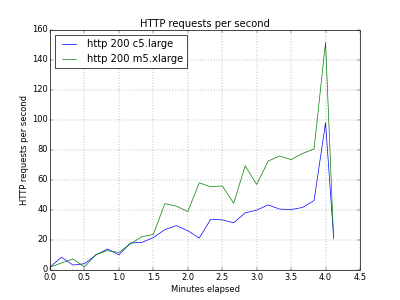 HTTP requests per second
http 200 c5.large
http 200 m5.xlarge
HTTP requests per second
160
140
120
100
80
60
40
20
0
0.0 0.5 1.0 1.5 2.0 2.5 3.0 3.5 4.0 4.5
Minutes elapsed